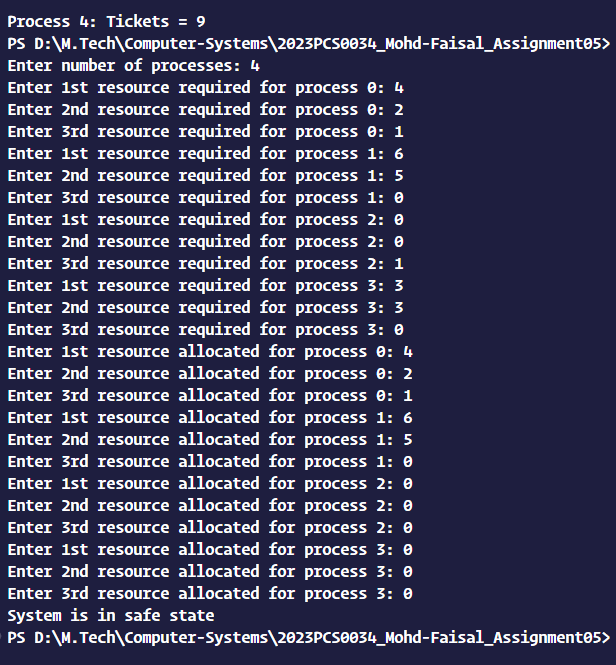 Process 4: Tickets = 9
PS D:\M.Tech\Computer-Systems\2023PCS0034_Mohd-Faisal_Assignment05>
Enter number of processes: 4
Enter 1st resource required for process 0: 4
Enter 2nd resource required for process 0: 2
Enter 3rd resource required for process 0: 1
Enter 1st resource required for process 1: 6
Enter 2nd resource required for process 1: 5
Enter 3rd resource required for process 1: 0
Enter 1st resource required for process 2: 0
Enter 2nd resource required for process 2: 0
Enter 3rd resource required for process 2: 1
Enter 1st resource required for process 3: 3
Enter 2nd resource required for process 3: 3
Enter 3rd resource required for process 3: 0
Enter 1st resource allocated for process 0: 4
Enter 2nd resource allocated for process 0: 2
Enter 3rd resource allocated for process 0: 1
Enter 1st resource allocated for process 1: 6
Enter 2nd resource allocated for process 1: 5
Enter 3rd resource allocated for process 1: 0
Enter 1st resource allocated for process 2: 0
Enter 2nd resource allocated for process 2: 0
Enter 3rd resource allocated for process 2: 0
Enter 1st resource allocated for process 3: 0
Enter 2nd resource allocated for process 3: 0
Enter 3rd resource allocated for process 3: 0
System is in safe state
PS D:\M.Tech\Computer-Systems\2023PCS0034_Mohd-Faisal_Assignment05>